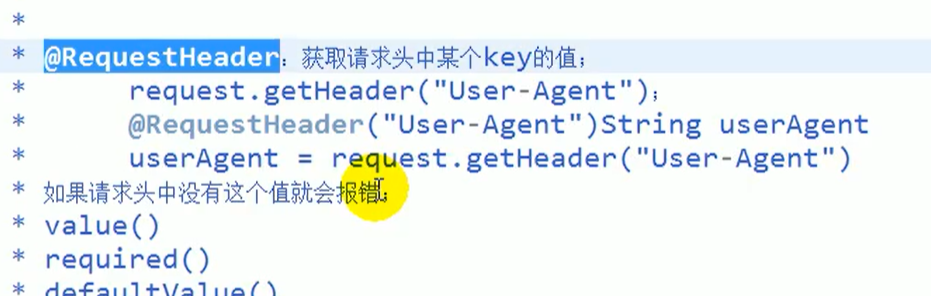 *
* @RequestHeader：获取请求头中某个key的值；
* request.getHeader("User-Agent")；
* @RequestHeader("User-Agent")String userAgent
* userAgent = request.getHeader("User-Agent")
* 如果请求头中没有这个值就会报错；
* value()
* required()
* defaultValue()